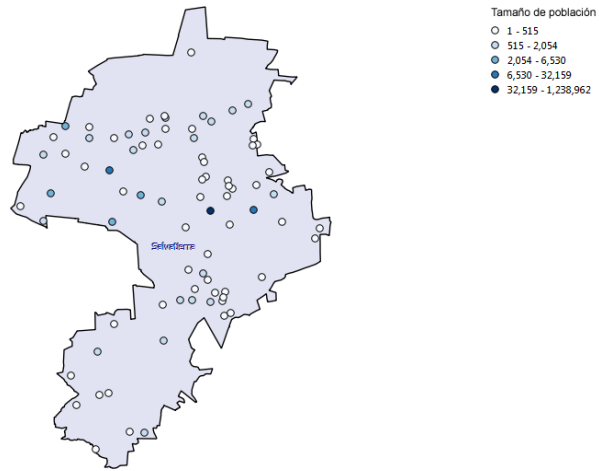 Tamaño de población
1 - 515
515 - 2,054
2,054 - 6,530
6,530 - 32,159
32,159 - 1,238,962
Salvatierra